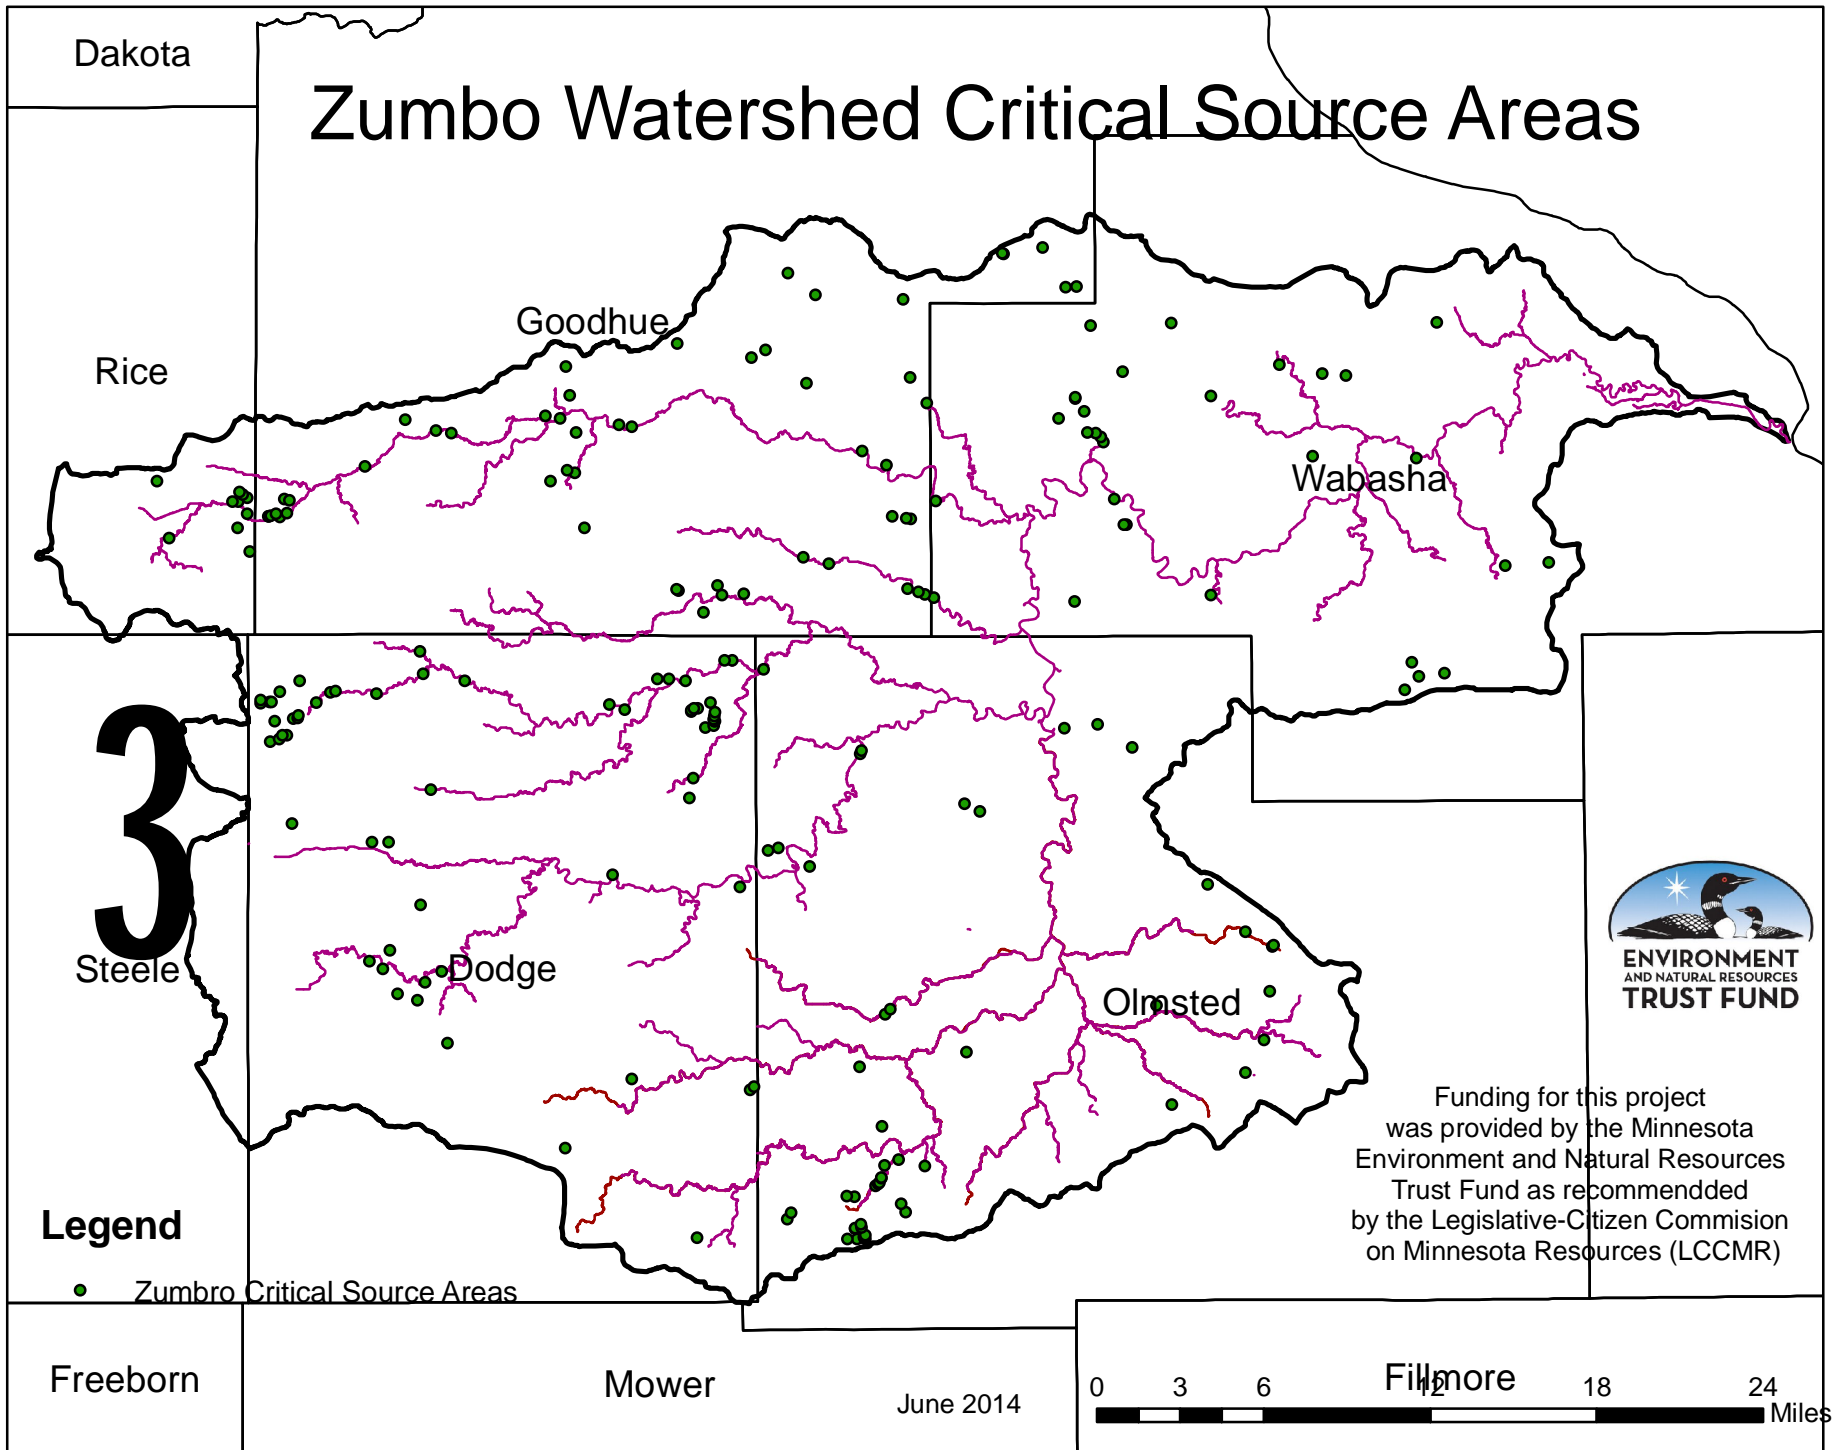 Dakota
Zumbo Watershed Critical Source Areas
Goodhue
Rice
Wabasha
3
Steele
Dodge
Olmsted
ENVIRONMENT
AND NATURAL RESOURCES
TRUST FUND
Funding for this project
was provided by the Minnesota
Environment and Natural Resources
Trust Fund as recommendded
by the Legislative-Citizen Commision
on Minnesota Resources (LCCMR)
Legend
Zumbro Critical Source Areas
Freeborn
Mower
Fillmore
June 2014
0 3 6 12 18 24
Miles